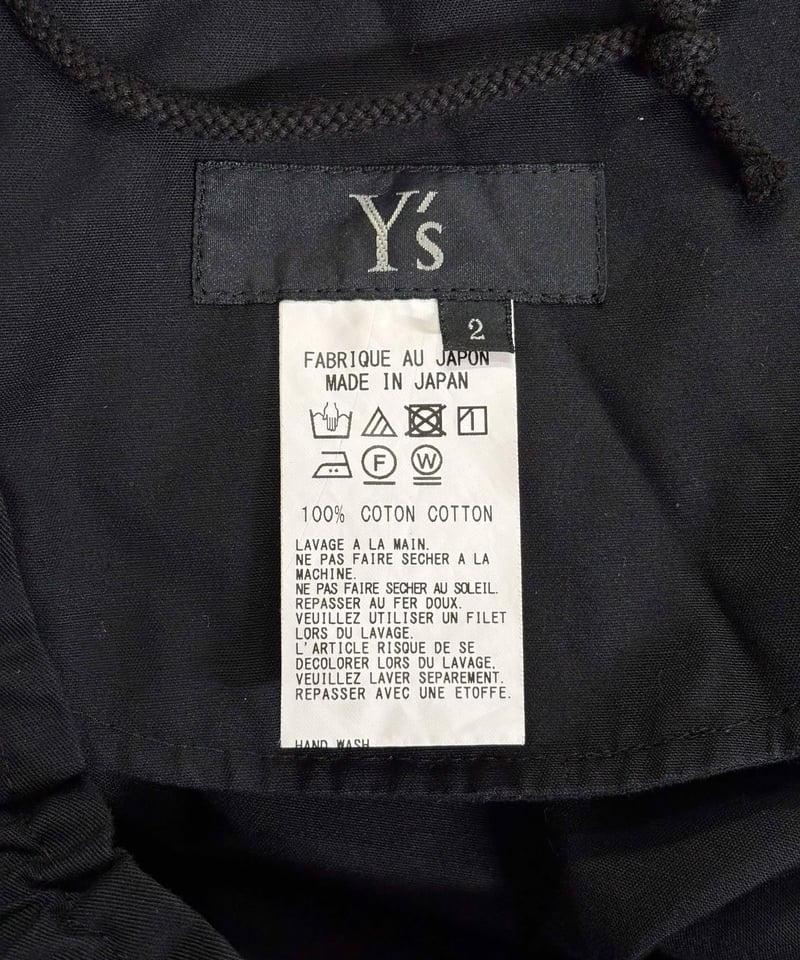 Y's
2
FABRIQUE AU JAPON
MADE IN JAPAN
F W
100% COTON COTTON
LAVAGE A LA MAIN.
NE PAS FAIRE SECHER A LA
MACHINE.
NE PAS FAIRE SECHER AU SOLEIL.
REPASSER AU FER DOUX.
VEUILLEZ UTILISER UN FILET
LORS DU LAVAGE.
L'ARTICLE RISQUE DE SE
DECOLORER LORS DU LAVAGE,
VEUILLEZ LAVER SEPAREMENT.
REPASSER AVEC UNE ETOFFE.
HAND WASH